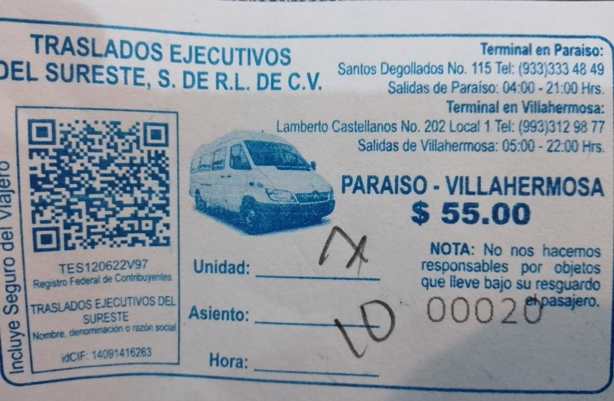 TRASLADOS EJECUTIVOS
DEL SURESTE, S. DE R.L. DE C.V.
Terminal en Paraiso:
Santos Degollados No. 115 Tel: (933)333 48 49
Salidas de Paraíso: 04:00 - 21:00 Hrs.
Terminal en Villahermosa:
Lamberto Castellanos No. 202 Local 1 Tel: (993)312 98 77
Salidas de Villahermosa: 05:00 - 22:00 Hrs.
Incluye Seguro del Viajero
TES120622V97
Registro Federal de Contribuyentes
TRASLADOS EJECUTIVOS DEL
SURESTE
Nombre, denominación o razón social
idCIF: 14091416263
PARAISO - VILLAHERMOSA
$ 55.00
Unidad: 7
Asiento: 10
Hora:
NOTA: No nos hacemos
responsables por objetos
que lleve bajo su resguardo
el pasajero.
00020